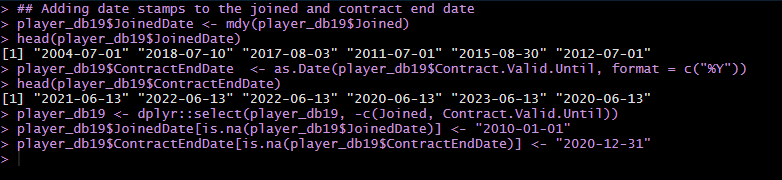 > ## Adding date stamps to the joined and contract end date
> player_db19$JoinedDate <- mdy(player_db19$Joined)
> head(player_db19$JoinedDate)
[1] "2004-07-01" "2018-07-10" "2017-08-03" "2011-07-01" "2015-08-30" "2012-07-01"
> player_db19$ContractEndDate  <- as.Date(player_db19$Contract.Valid.Until, format = c("%Y"))
> head(player_db19$ContractEndDate)
[1] "2021-06-13" "2022-06-13" "2022-06-13" "2020-06-13" "2023-06-13" "2020-06-13"
> player_db19 <- dplyr::select(player_db19, -c(Joined, Contract.Valid.Until))
> player_db19$JoinedDate[is.na(player_db19$JoinedDate)] <- "2010-01-01"
> player_db19$ContractEndDate[is.na(player_db19$ContractEndDate)] <- "2020-12-31"
>